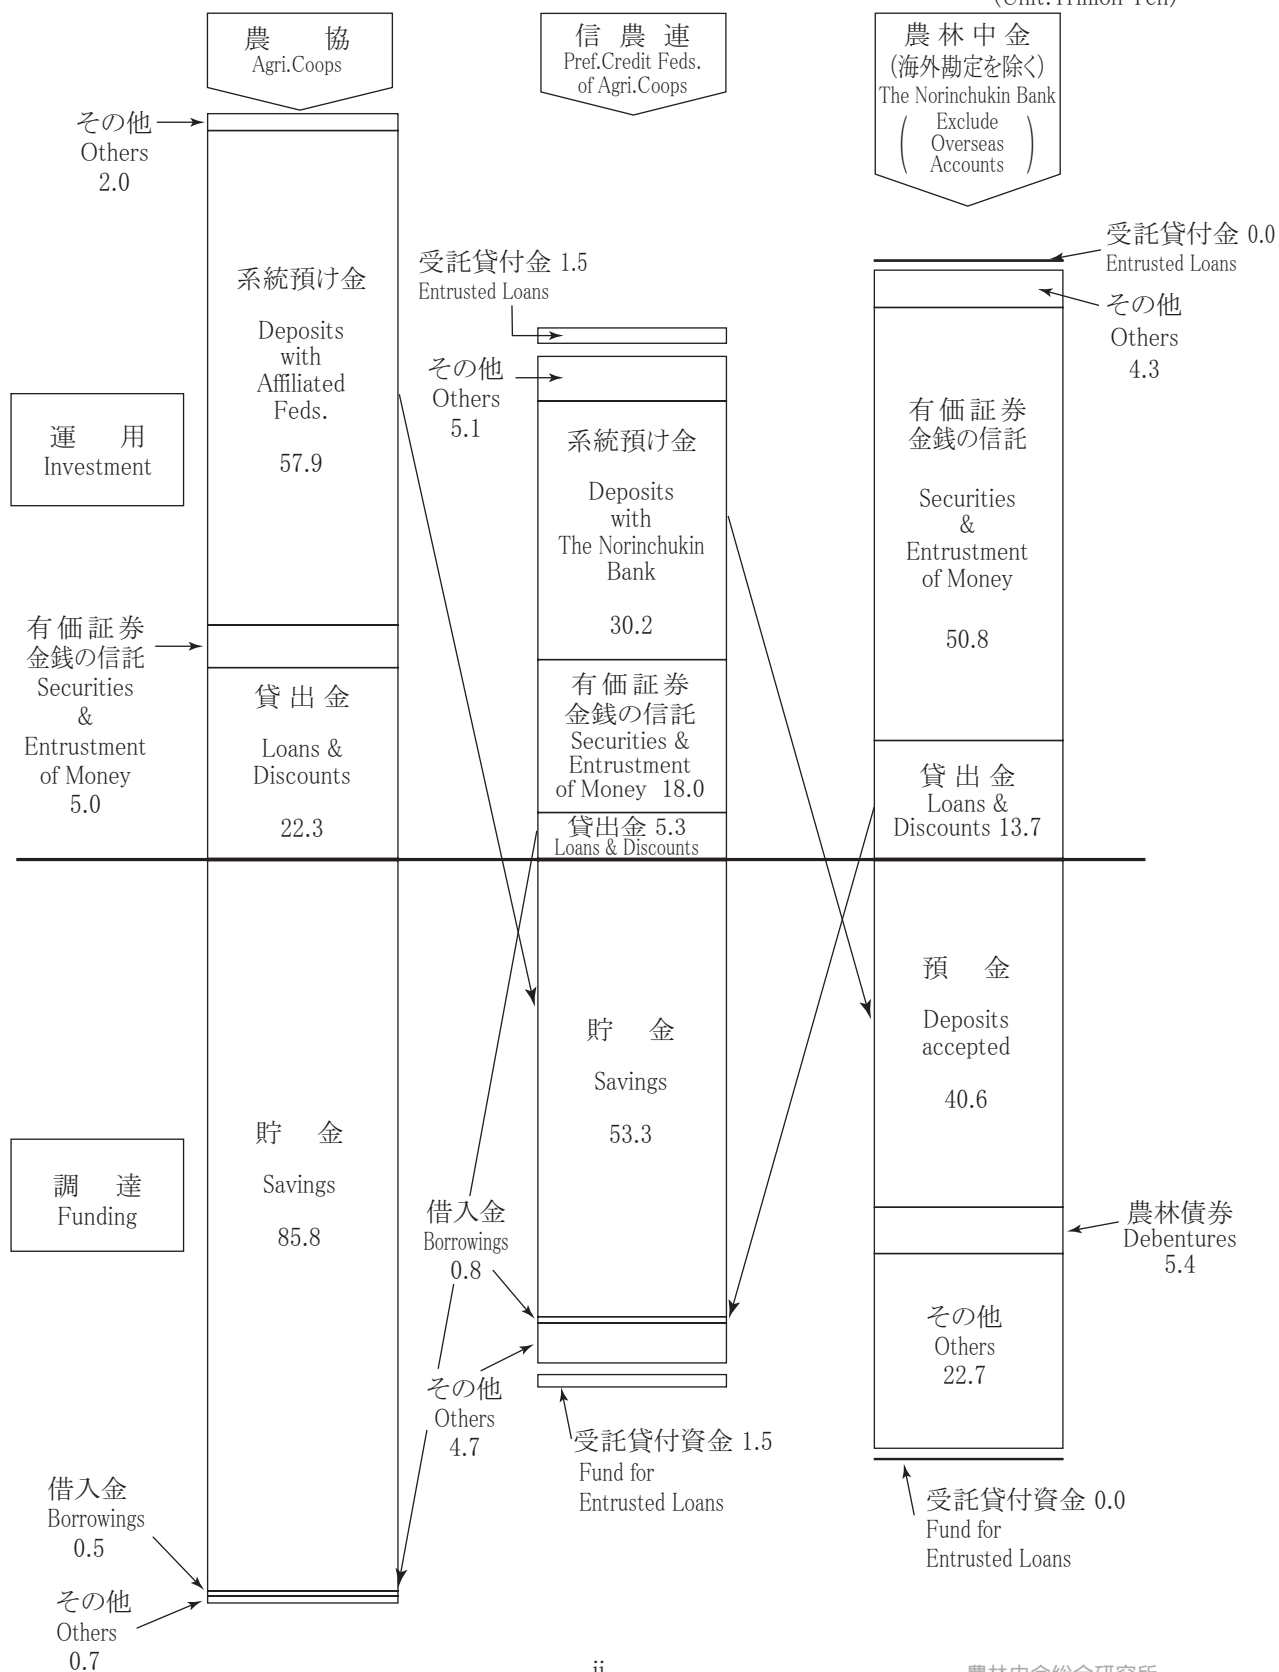 (Unit:Trillion Yen)
農　協
Agri.Coops
信 農 連
Pref.Credit Feds.
of Agri.Coops
農 林 中 金
(海外勘定を除く)
The Norinchukin Bank
Exclude
Overseas
Accounts
運　用
Investment
その他
Others
2.0
系統預け金
Deposits
with
Affiliated
Feds.
57.9
有価証券
金銭の信託
Securities
&
Entrustment
of Money
5.0
貸 出 金
Loans &
Discounts
22.3
受託貸付金 1.5
Entrusted Loans
その他
Others
5.1
系統預け金
Deposits
with
The Norinchukin
Bank
30.2
有価証券
金銭の信託
Securities &
Entrustment
of Money 18.0
貸出金 5.3
Loans & Discounts
受託貸付金 0.0
Entrusted Loans
その他
Others
4.3
有価証券
金銭の信託
Securities
&
Entrustment
of Money
50.8
貸 出 金
Loans &
Discounts 13.7
調　達
Funding
貯　金
Savings
85.8
借入金
Borrowings
0.5
その他
Others
0.7
貯　金
Savings
53.3
借入金
Borrowings
0.8
その他
Others
4.7
受託貸付資金 1.5
Fund for
Entrusted Loans
預　金
Deposits
accepted
40.6
農林債券
Debentures
5.4
その他
Others
22.7
受託貸付資金 0.0
Fund for
Entrusted Loans
ii
農林中金総合研究所